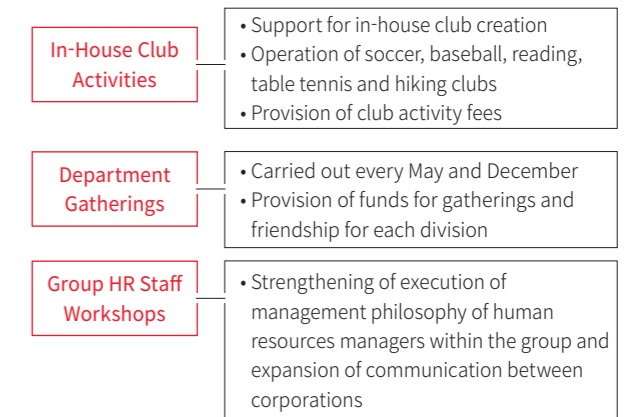 In-House Club
Activities
• Support for in-house club creation
• Operation of soccer, baseball, reading,
table tennis and hiking clubs
• Provision of club activity fees
Department
Gatherings
• Carried out every May and December
• Provision of funds for gatherings and
friendship for each division
Group HR Staff
Workshops
• Strengthening of execution of
management philosophy of human
resources managers within the group and
expansion of communication between
corporations